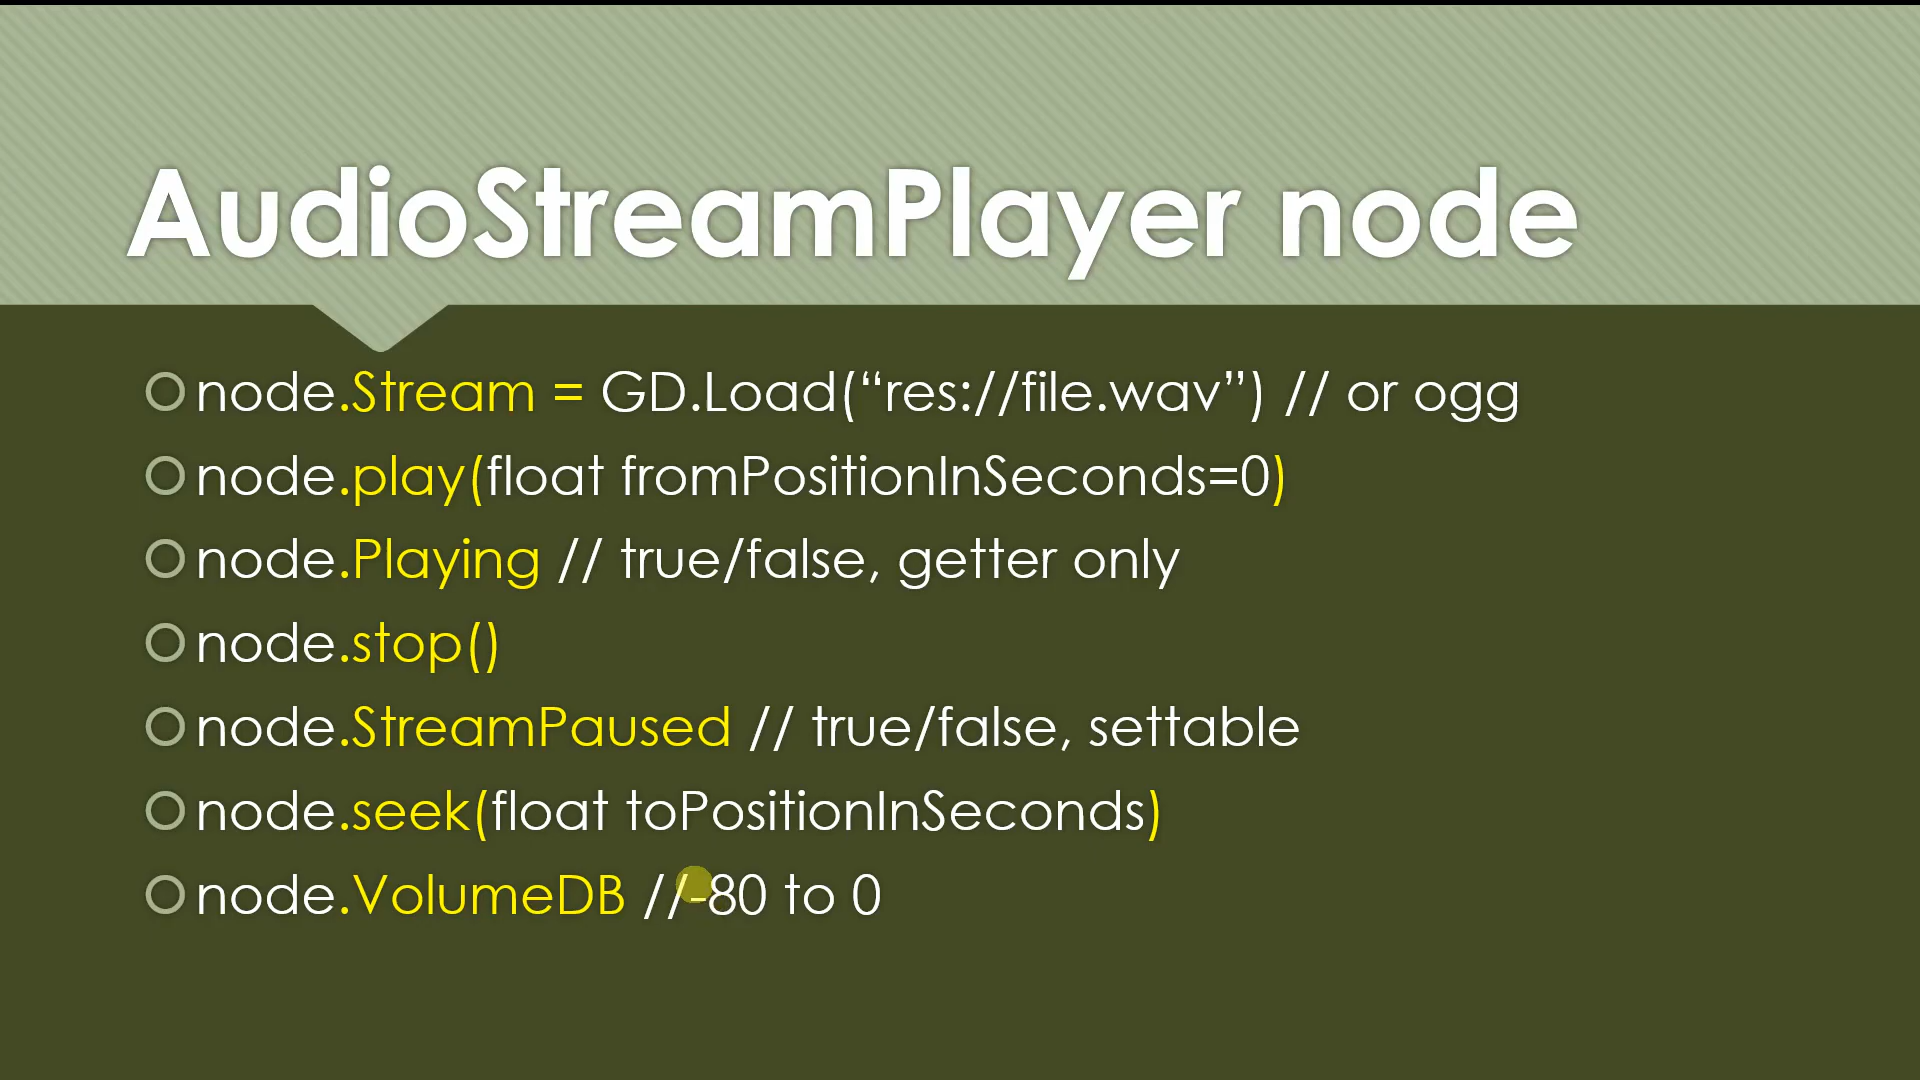 AudioStreamPlayer node
node.Stream = GD.Load(“res://file.wav”) // or ogg
node.play(float fromPositionInSeconds=0)
node.Playing // true/false, getter only
node.stop()
node.StreamPaused // true/false, settable
node.seek(float toPositionInSeconds)
node.VolumeDB //-80 to 0